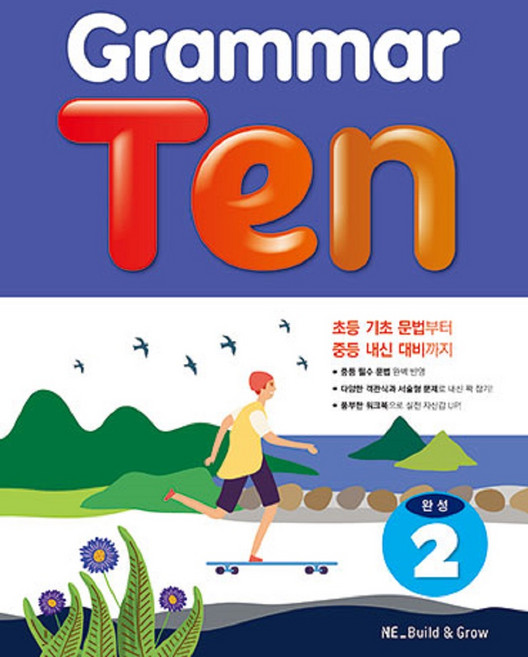 Grammar
Ten
초등 기초 문법부터
중등 내신 대비까지
• 중등 필수 문법 완벽 반영
• 다양한 객관식과 서술형 문제로 내신 꽉 잡기!
• 풍부한 워크북으로 실전 자신감 UP!
완성
2
NE_Build & Grow